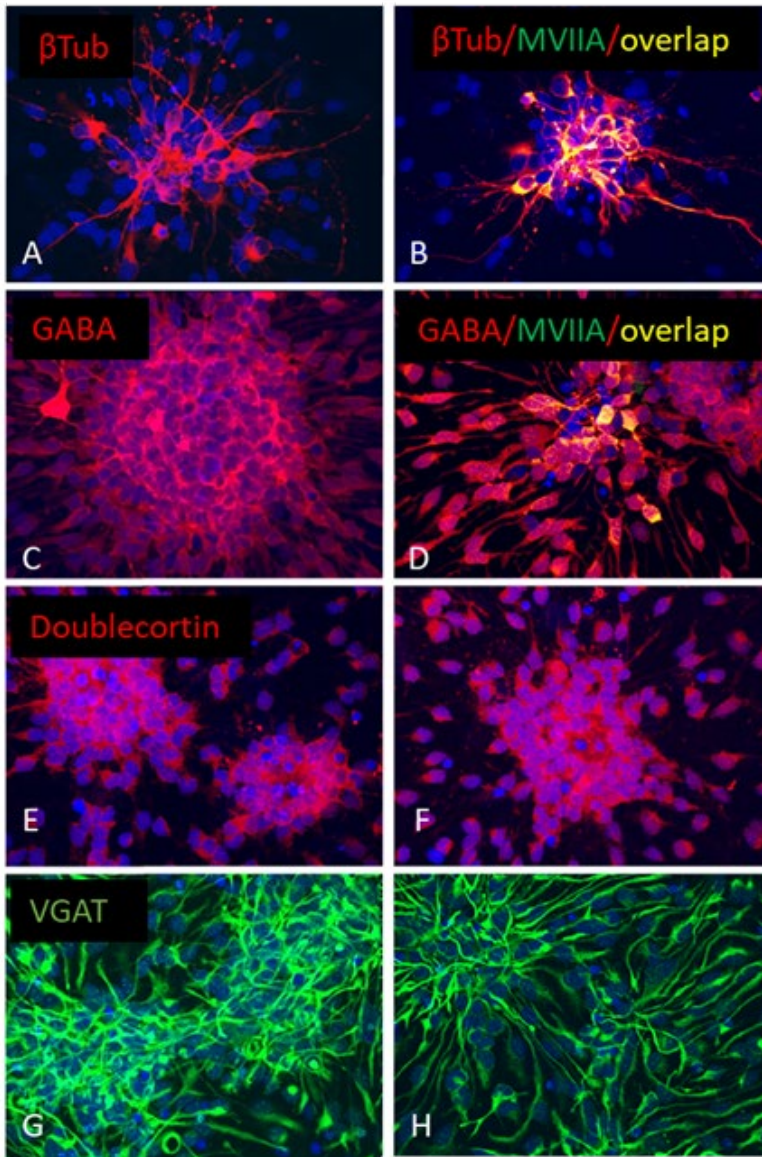 βTub
A
βTub/MVIIA/overlap
B
GABA
C
GABA/MVIIA/overlap
D
Doublecortin
E
F
VGAT
G
H